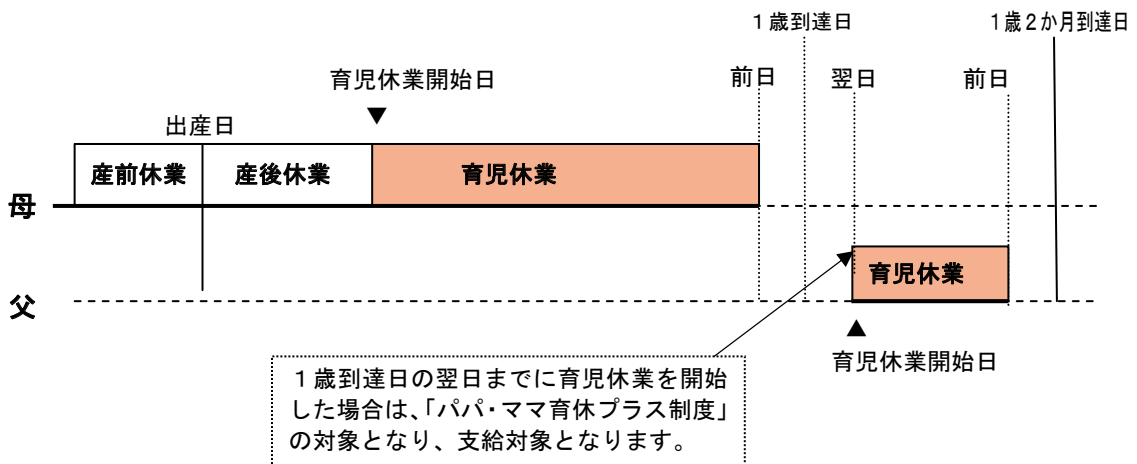 １歳到達日
１歳２か月到達日
育児休業開始日
前日
翌日
前日
▼
出産日
産前休業
産後休業
育児休業
母
育児休業
父
▲
育児休業開始日
１歳到達日の翌日までに育児休業を開始
した場合は、「パパ・ママ育休プラス制度」
の対象となり、支給対象となります。